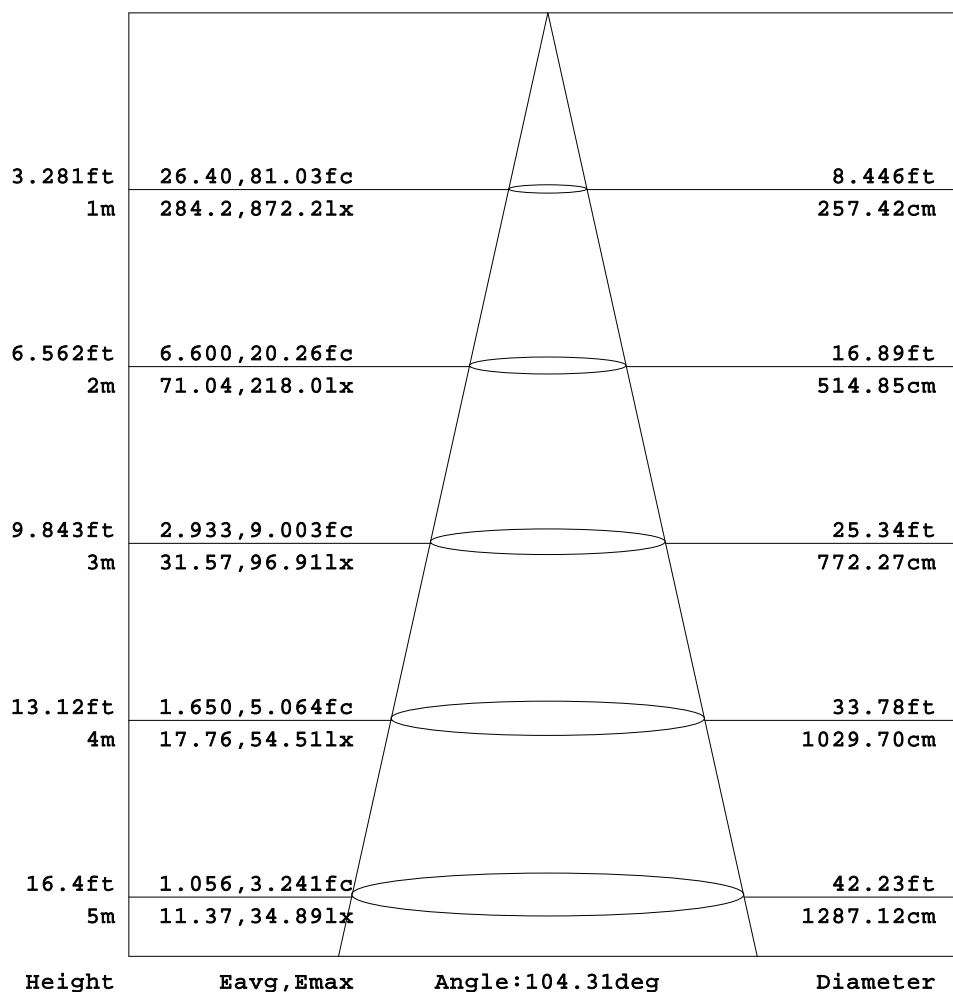 3.281ft 26.40,81.03fc 8.446ft
1m 284.2,872.2lx 257.42cm
6.562ft 6.600,20.26fc 16.89ft
2m 71.04,218.0lx 514.85cm
9.843ft 2.933,9.003fc 25.34ft
3m 31.57,96.91lx 772.27cm
13.12ft 1.650,5.064fc 33.78ft
4m 17.76,54.51lx 1029.70cm
16.4ft 1.056,3.241fc 42.23ft
5m 11.37,34.89lx 1287.12cm
Height Eavg,Emax Angle:104.31deg Diameter